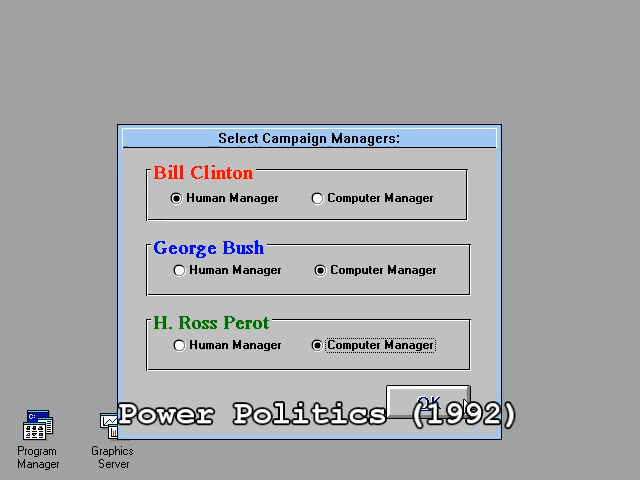 Select Campaign Managers:
Bill Clinton
Human Manager Computer Manager
George Bush
Human Manager Computer Manager
H. Ross Perot
Human Manager Computer Manager
OK
Power Politics (1992)
C:\
Program Manager
Graphics Server